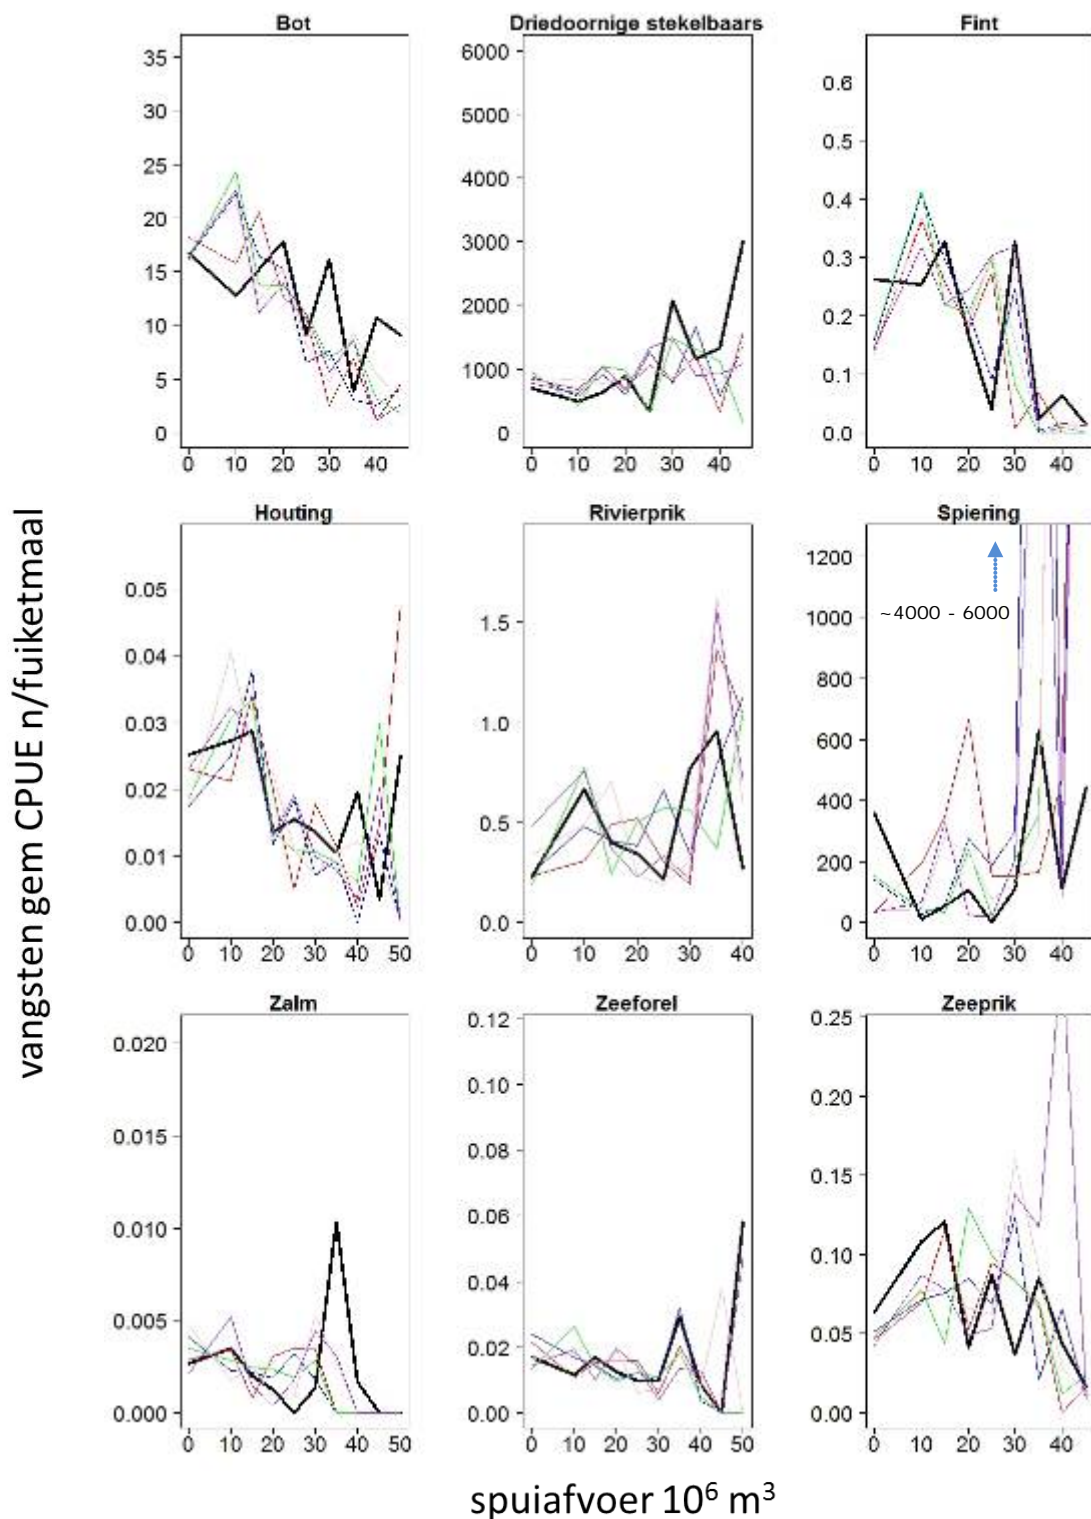 Bot
35
30
25
20
15
10
5
0
0 10 20 30 40
Driedoornige stekelbaars
6000
5000
4000
3000
2000
1000
0
0 10 20 30 40
Fint
0.6
0.5
0.4
0.3
0.2
0.1
0.0
0 10 20 30 40
vangsten gem CPUE n/fuiketmaal
Houting
0.05
0.04
0.03
0.02
0.01
0.00
0 10 20 30 40 50
Rivierprik
1.5
1.0
0.5
0.0
0 10 20 30 40
Spiering
1200
1000
800
600
400
200
0
~4000 - 6000
0 10 20 30 40
Zalm
0.020
0.015
0.010
0.005
0.000
0 10 20 30 40 50
Zeeforel
0.12
0.10
0.08
0.06
0.04
0.02
0.00
0 10 20 30 40 50
Zeeprik
0.25
0.20
0.15
0.10
0.05
0.00
0 10 20 30 40
spuiafvoer 10⁶ m³